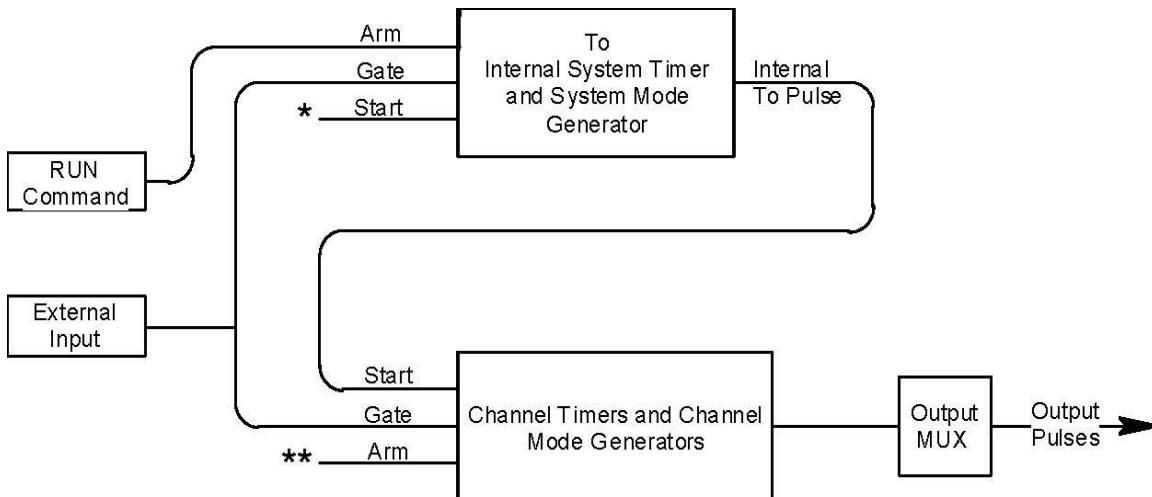 Arm
To
Internal System Timer
and System Mode
Generator
Gate
* Start
Internal
To Pulse
RUN
Command
External
Input
Start
Gate
** Arm
Channel Timers and Channel
Mode Generators
Output
MUX
Output
Pulses